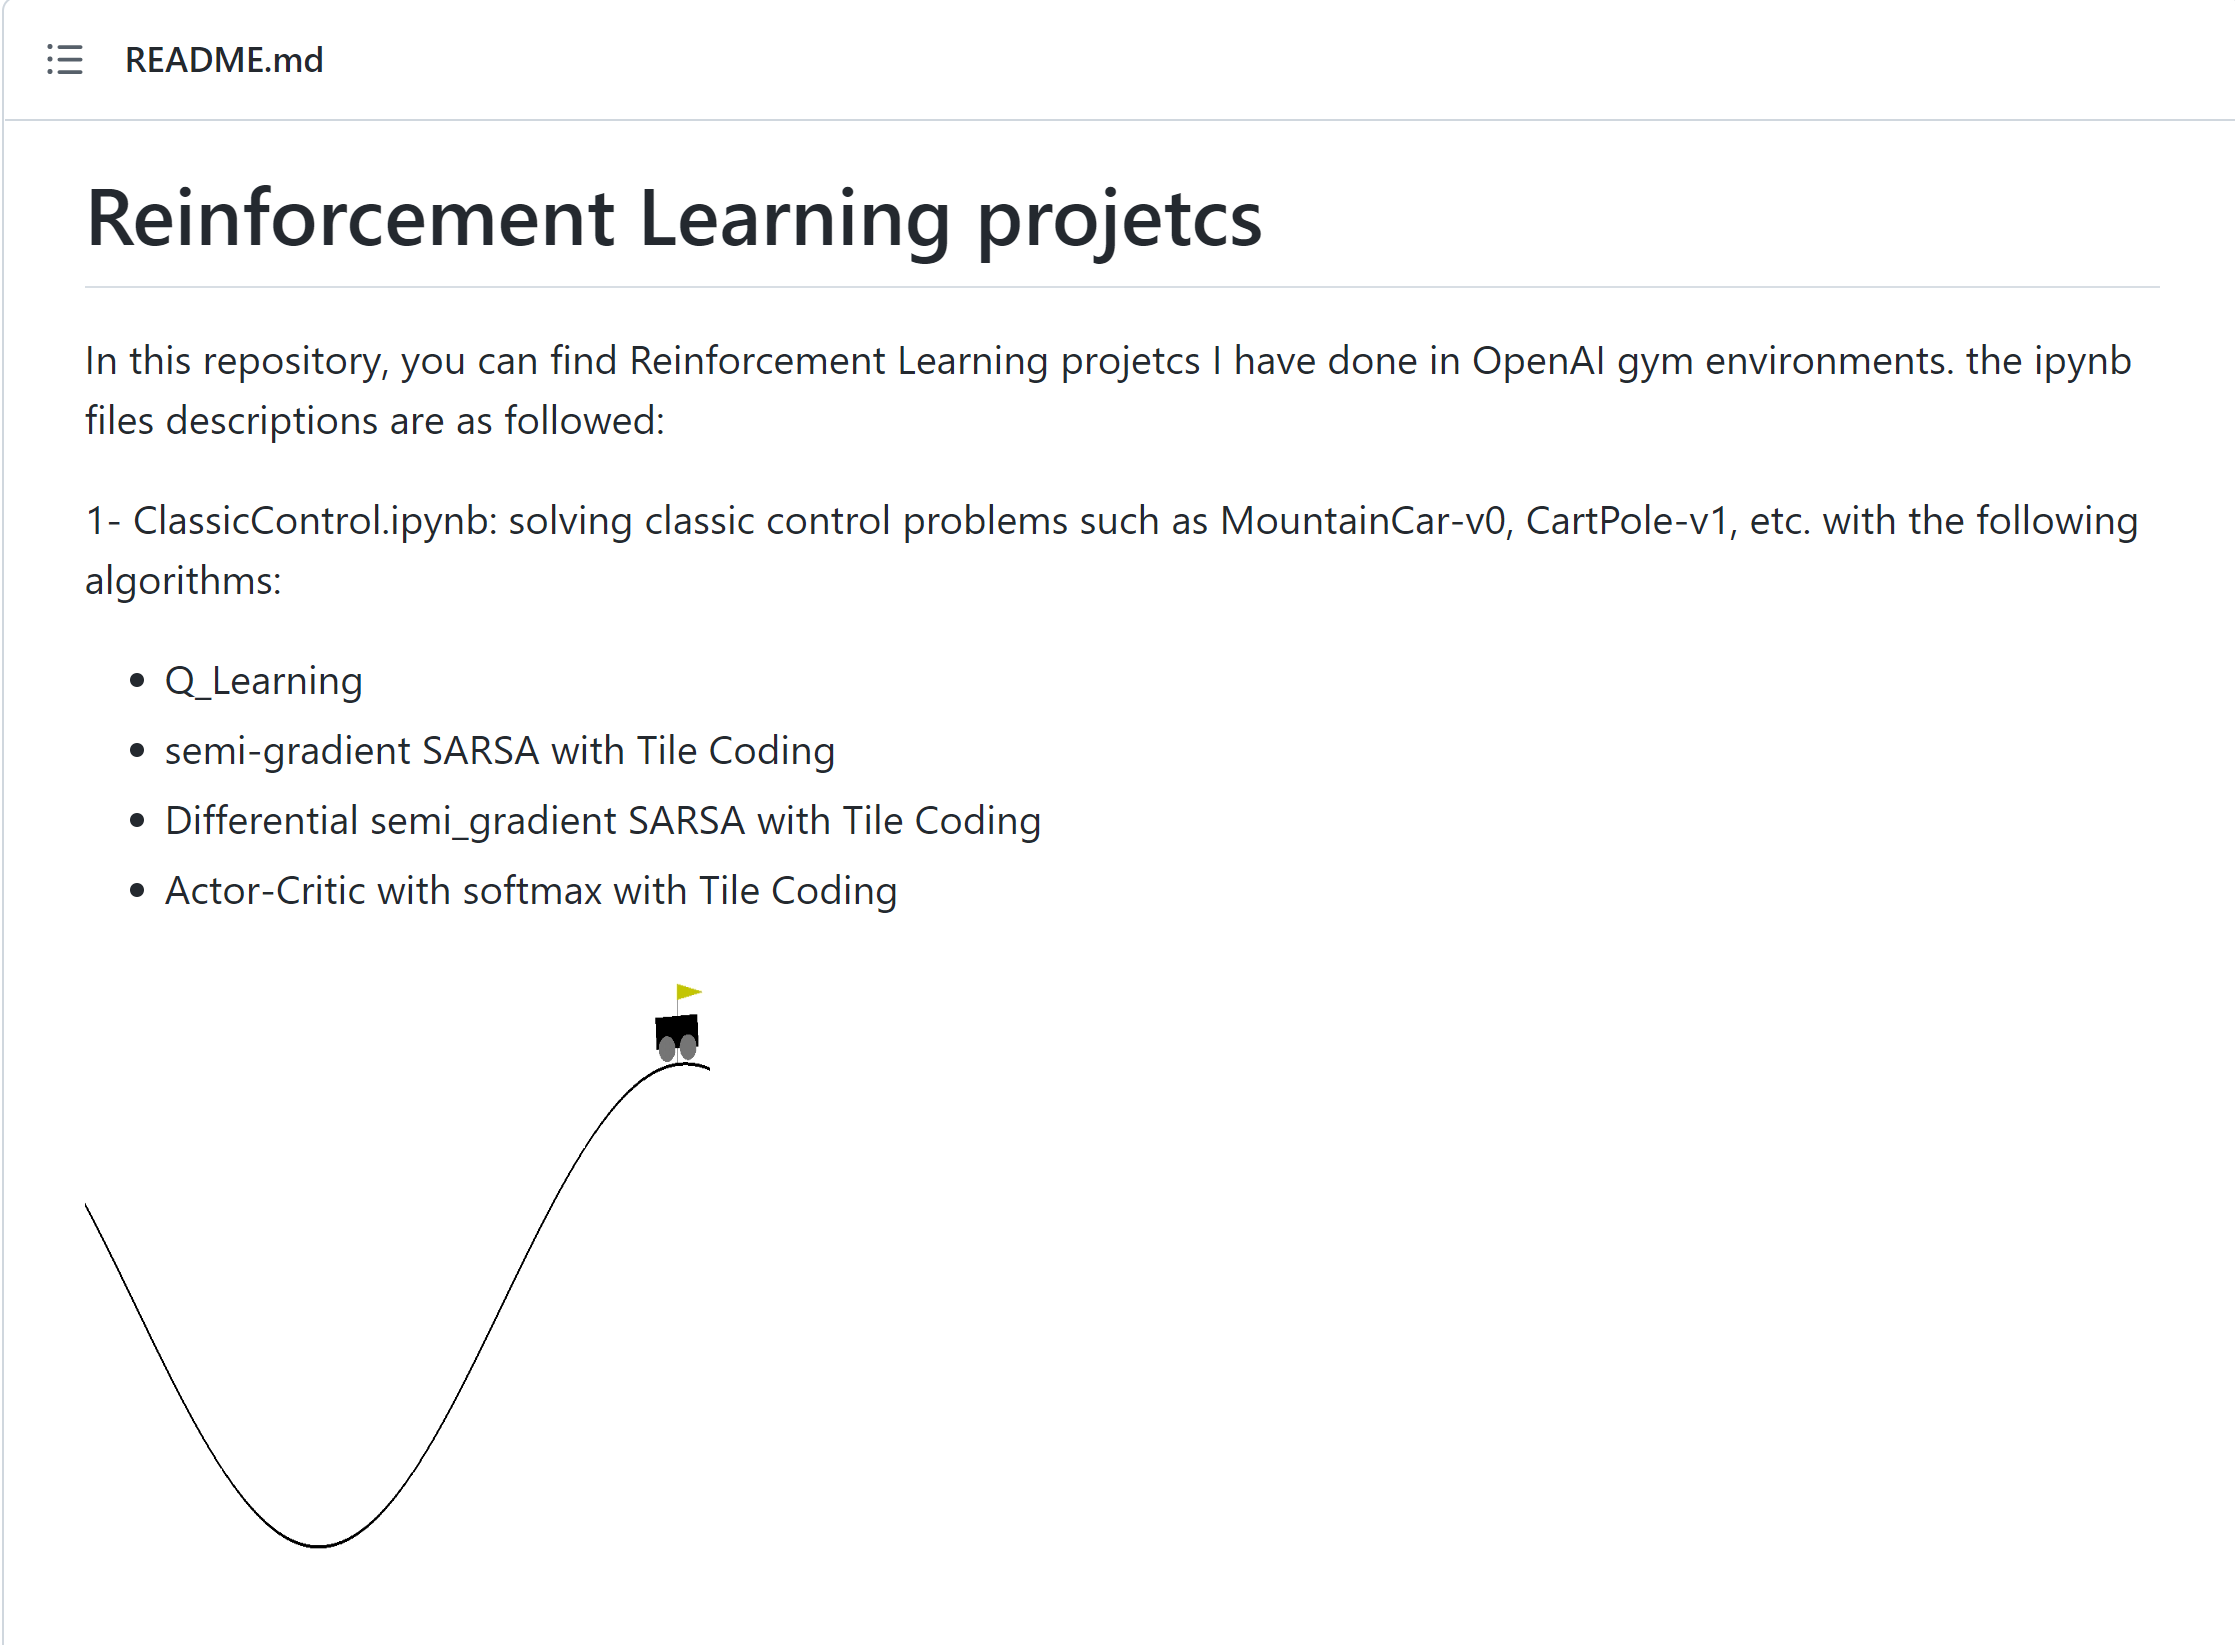 README.md
Reinforcement Learning projetcs
In this repository, you can find Reinforcement Learning projetcs I have done in OpenAI gym environments. the ipynb
files descriptions are as followed:
1- ClassicControl.ipynb: solving classic control problems such as MountainCar-v0, CartPole-v1, etc. with the following
algorithms:
• Q_Learning
• semi-gradient SARSA with Tile Coding
• Differential semi_gradient SARSA with Tile Coding
• Actor-Critic with softmax with Tile Coding